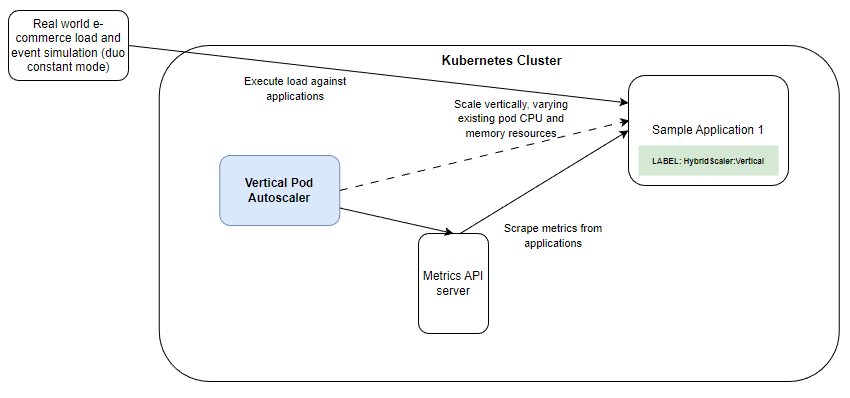 Real world e-
commerce load and
event simulation (duo
constant mode)
Kubernetes Cluster
Execute load against
applications
Scale vertically, varying
existing pod CPU and
memory resources
Sample Application 1
LABEL: HybridScaler:Vertical
Vertical Pod
Autoscaler
Scrape metrics from
applications
Metrics API
server